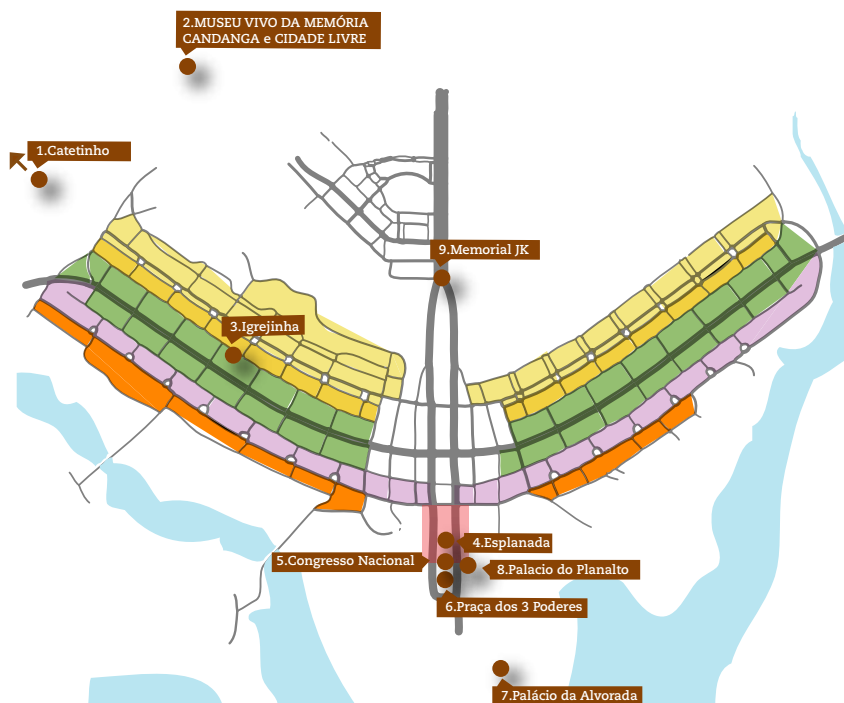 2.MUSEU VIVO DA MEMÓRIA
CANDANGA e CIDADE LIVRE
1.Catetinho
9.Memorial JK
3.Igrejinha
4.Esplanada
5.Congresso Nacional
8.Palacio do Planalto
6.Praça dos 3 Poderes
7.Palácio da Alvorada